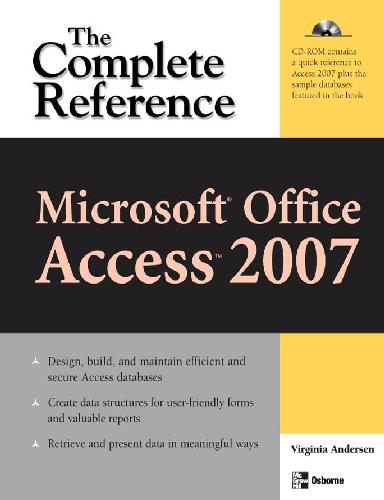 The
Complete
Reference
CD-ROM contains
a quick reference to
Access 2007 plus the
sample databases
featured in the book
Microsoft® Office
Access™ 2007
Design, build, and maintain efficient and
secure Access databases
Create data structures for user-friendly forms
and valuable reports
Retrieve and present data in meaningful ways
Virginia Andersen
Mc
Graw
Hill
Osborne